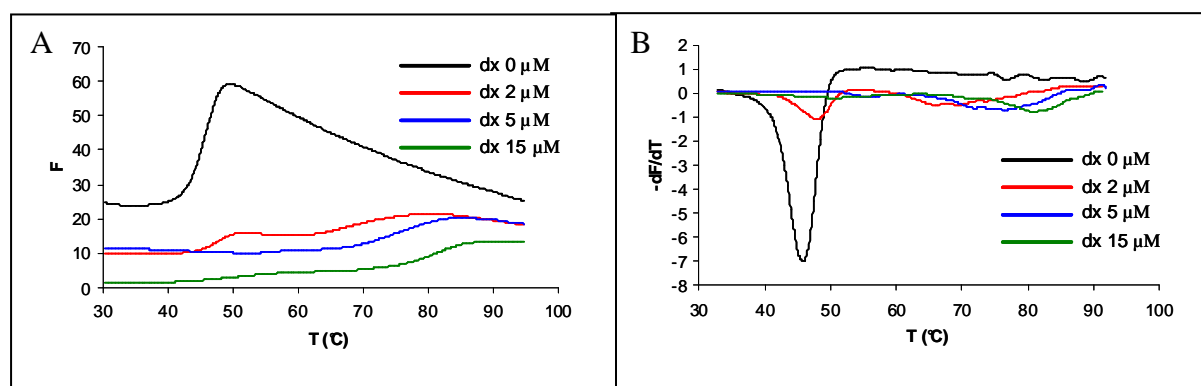 A
70
60
50
40
30
20
10
0
F
30 40 50 60 70 80 90 100
T (°C)
dx 0 µM
dx 2 µM
dx 5 µM
dx 15 µM
B
2
1
0
-1
-2
-3
-4
-5
-6
-7
-8
-dF/dT
30 40 50 60 70 80 90 100
T (°C)
dx 0 µM
dx 2 µM
dx 5 µM
dx 15 µM